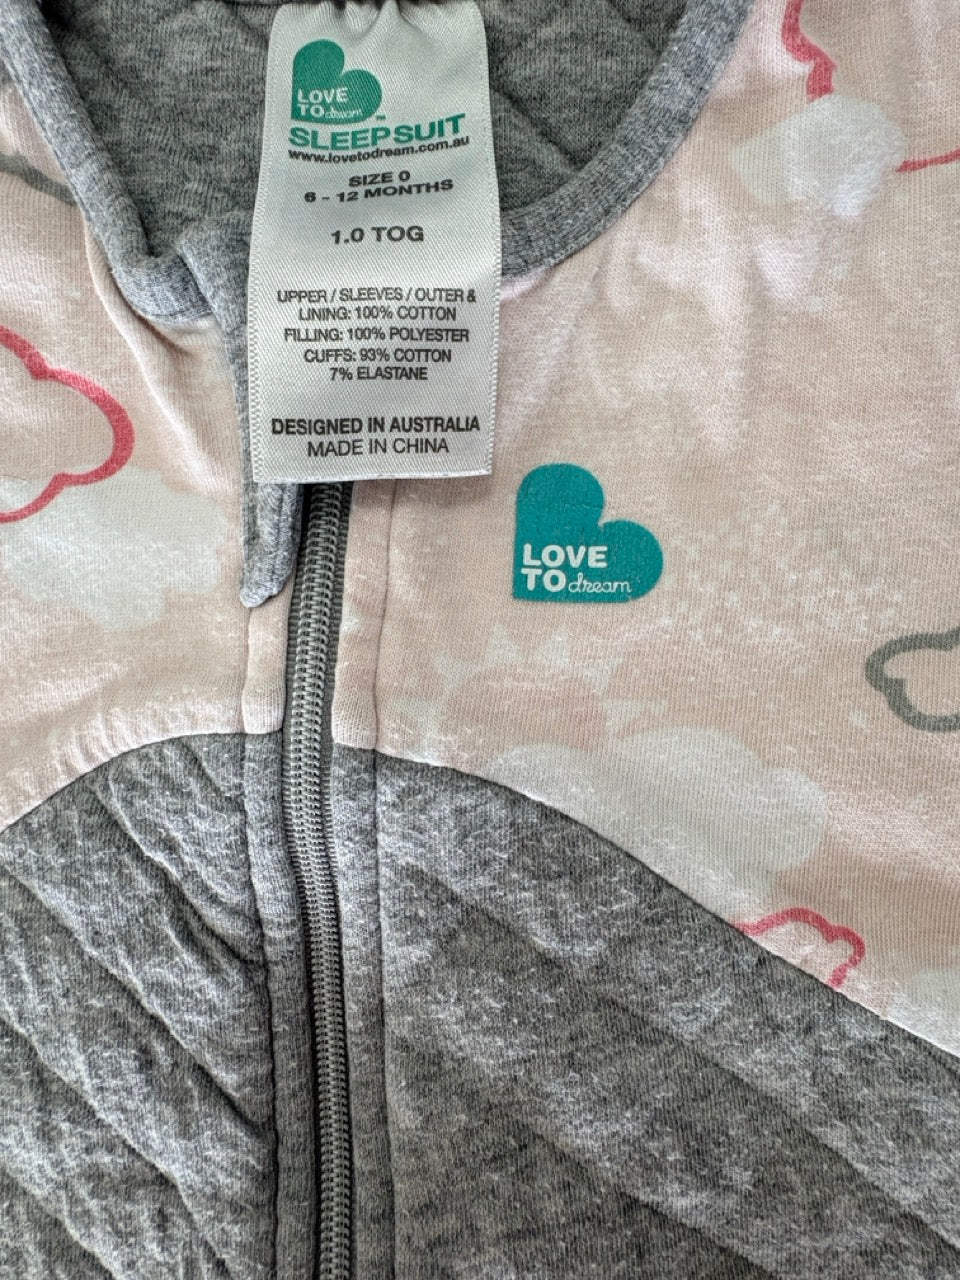 LOVE
TO dream™
SLEEPSUIT
www.lovetodream.com.au
SIZE 0
6 - 12 MONTHS
1.0 TOG
UPPER / SLEEVES / OUTER &
LINING: 100% COTTON
FILLING: 100% POLYESTER
CUFFS: 93% COTTON
7% ELASTANE
DESIGNED IN AUSTRALIA
MADE IN CHINA
LOVE
TO dream